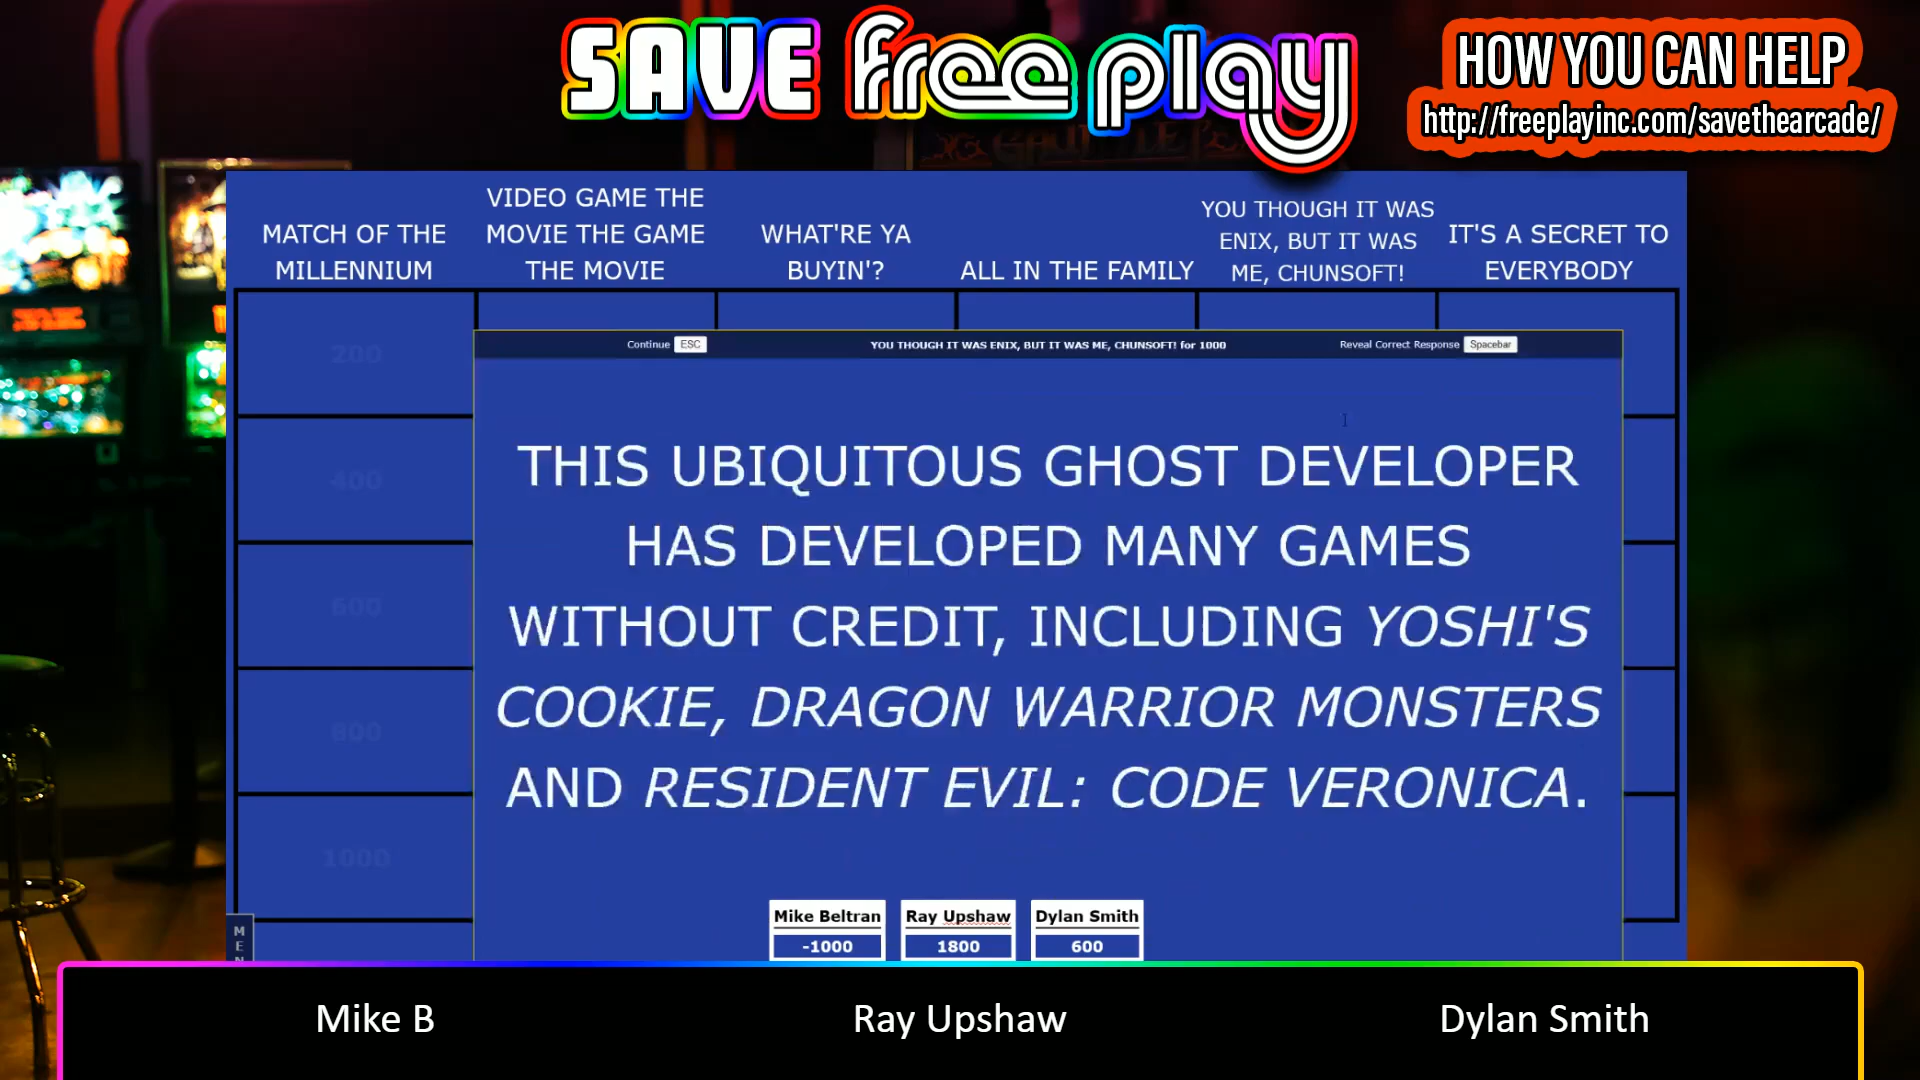 SAVE free play
HOW YOU CAN HELP
http://freeplayinc.com/savethearcade/
MATCH OF THE
MILLENNIUM
VIDEO GAME THE
MOVIE THE GAME
THE MOVIE
WHAT'RE YA
BUYIN'?
ALL IN THE FAMILY
YOU THOUGH IT WAS
ENIX, BUT IT WAS
ME, CHUNSOFT!
IT'S A SECRET TO
EVERYBODY
200
400
600
800
1000
Continue ESC
YOU THOUGH IT WAS ENIX, BUT IT WAS ME, CHUNSOFT! for 1000
Reveal Correct Response Spacebar
THIS UBIQUITOUS GHOST DEVELOPER
HAS DEVELOPED MANY GAMES
WITHOUT CREDIT, INCLUDING YOSHI'S
COOKIE, DRAGON WARRIOR MONSTERS
AND RESIDENT EVIL: CODE VERONICA.
Mike Beltran
-1000
Ray Upshaw
1800
Dylan Smith
600
M
E
N
Mike B
Ray Upshaw
Dylan Smith